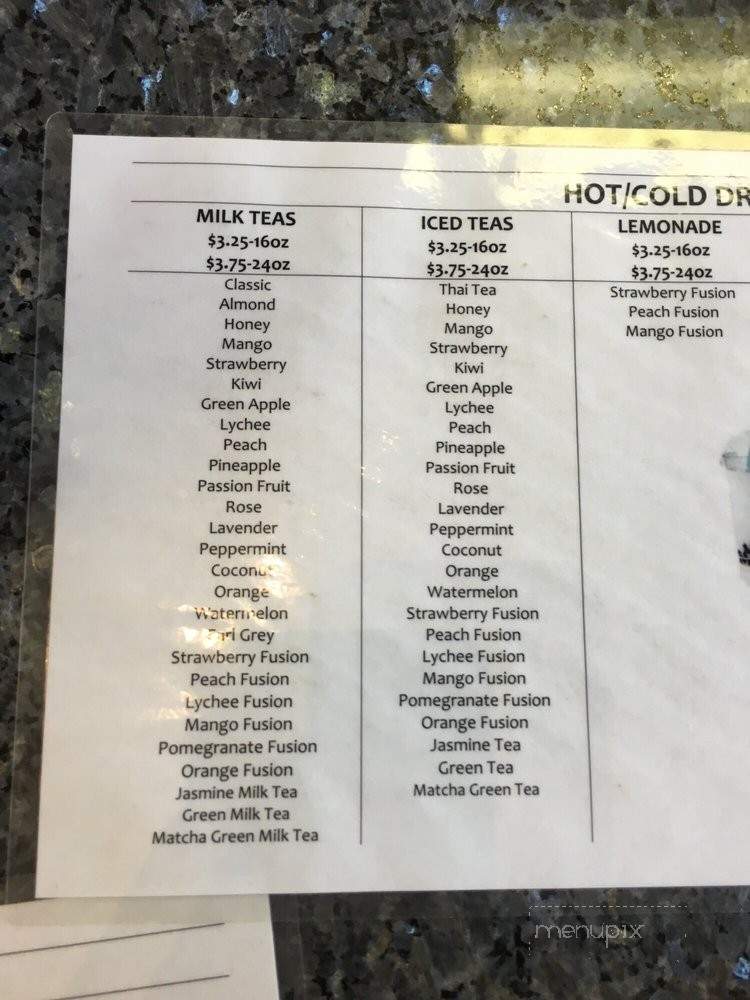 HOT/COLD DR
MILK TEAS
$3.25-16oz
$3.75-24oz
Classic
Almond
Honey
Mango
Strawberry
Kiwi
Green Apple
Lychee
Peach
Pineapple
Passion Fruit
Rose
Lavender
Peppermint
Coconut
Orange
Watermelon
Earl Grey
Strawberry Fusion
Peach Fusion
Lychee Fusion
Mango Fusion
Pomegranate Fusion
Orange Fusion
Jasmine Milk Tea
Green Milk Tea
Matcha Green Milk Tea
ICED TEAS
$3.25-16oz
$3.75-24oz
Thai Tea
Honey
Mango
Strawberry
Kiwi
Green Apple
Lychee
Peach
Pineapple
Passion Fruit
Rose
Lavender
Peppermint
Coconut
Orange
Watermelon
Strawberry Fusion
Peach Fusion
Lychee Fusion
Mango Fusion
Pomegranate Fusion
Orange Fusion
Jasmine Tea
Green Tea
Matcha Green Tea
LEMONADE
$3.25-16oz
$3.75-24oz
Strawberry Fusion
Peach Fusion
Mango Fusion
menupix